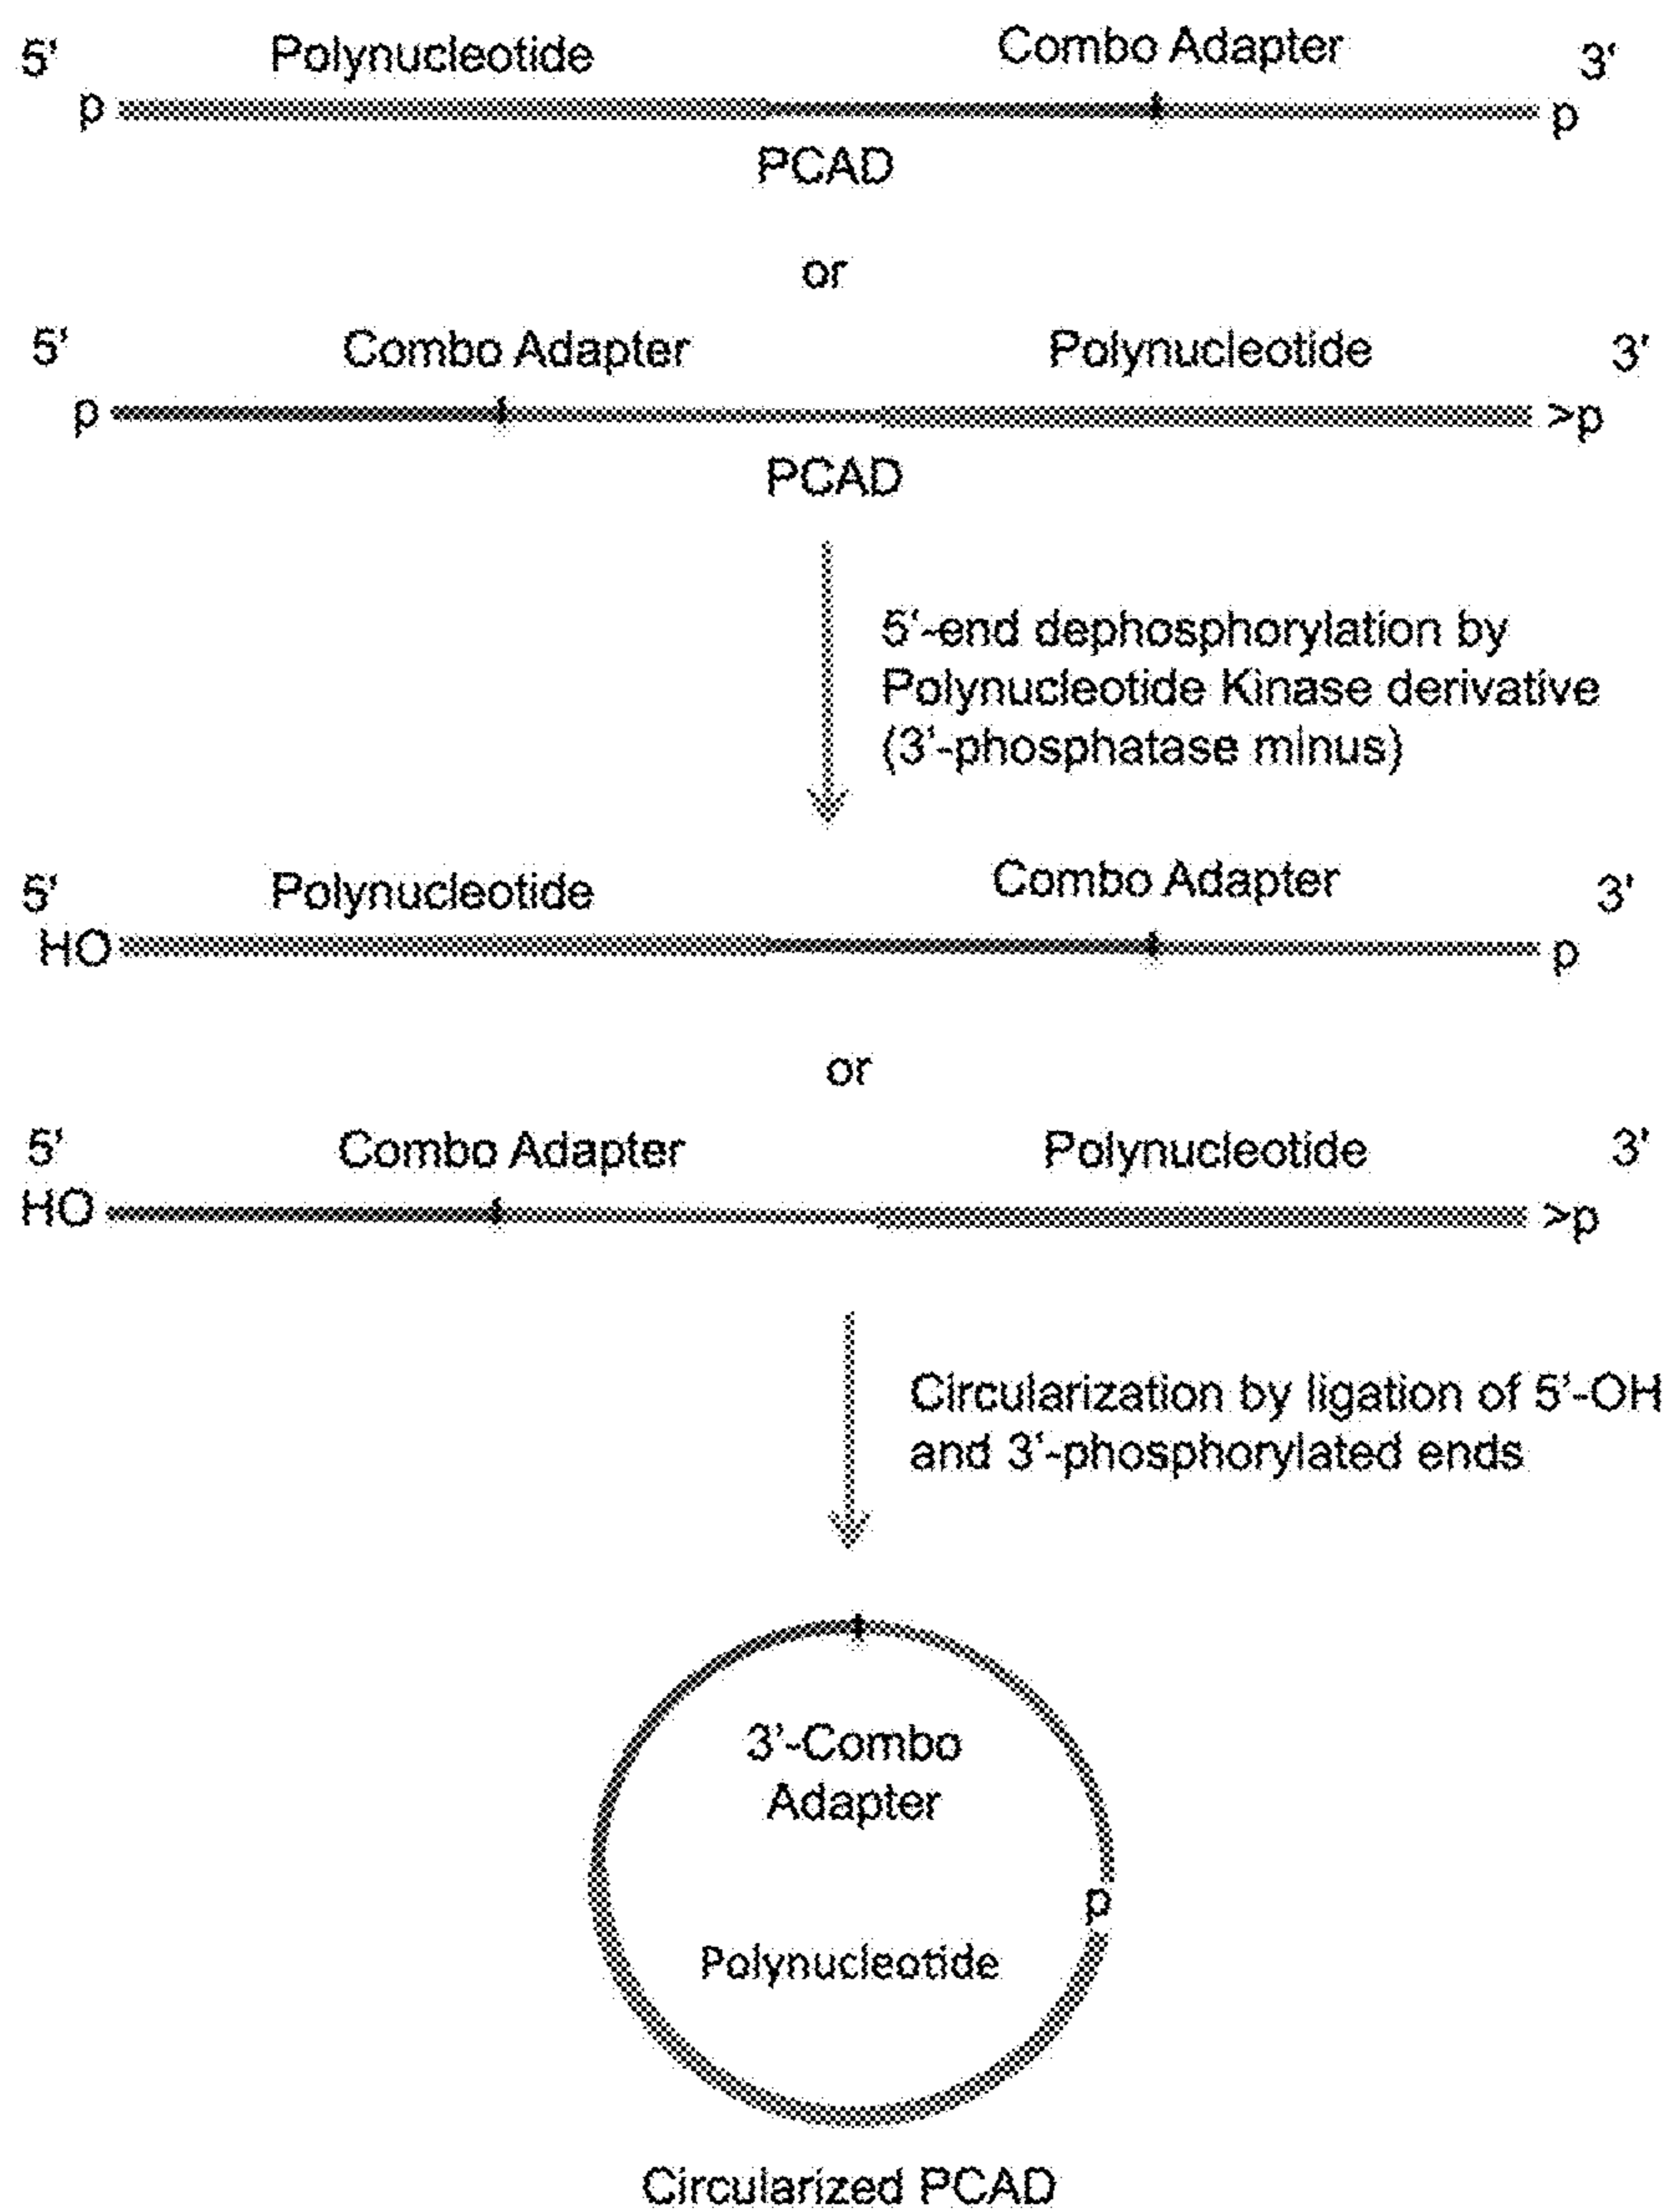 5' Polynucleotide Combo Adapter 3'
p p
PCAD
or
5' Combo Adapter Polynucleotide 3'
p >p
PCAD
5'-end dephosphorylation by
Polynucleotide Kinase derivative
(3'-phosphatase minus)
5' Polynucleotide Combo Adapter 3'
HO p
or
5' Combo Adapter Polynucleotide 3'
HO >p
Circularization by ligation of 5'-OH
and 3'-phosphorylated ends
3'-Combo
Adapter
p
Polynucleotide
Circularized PCAD